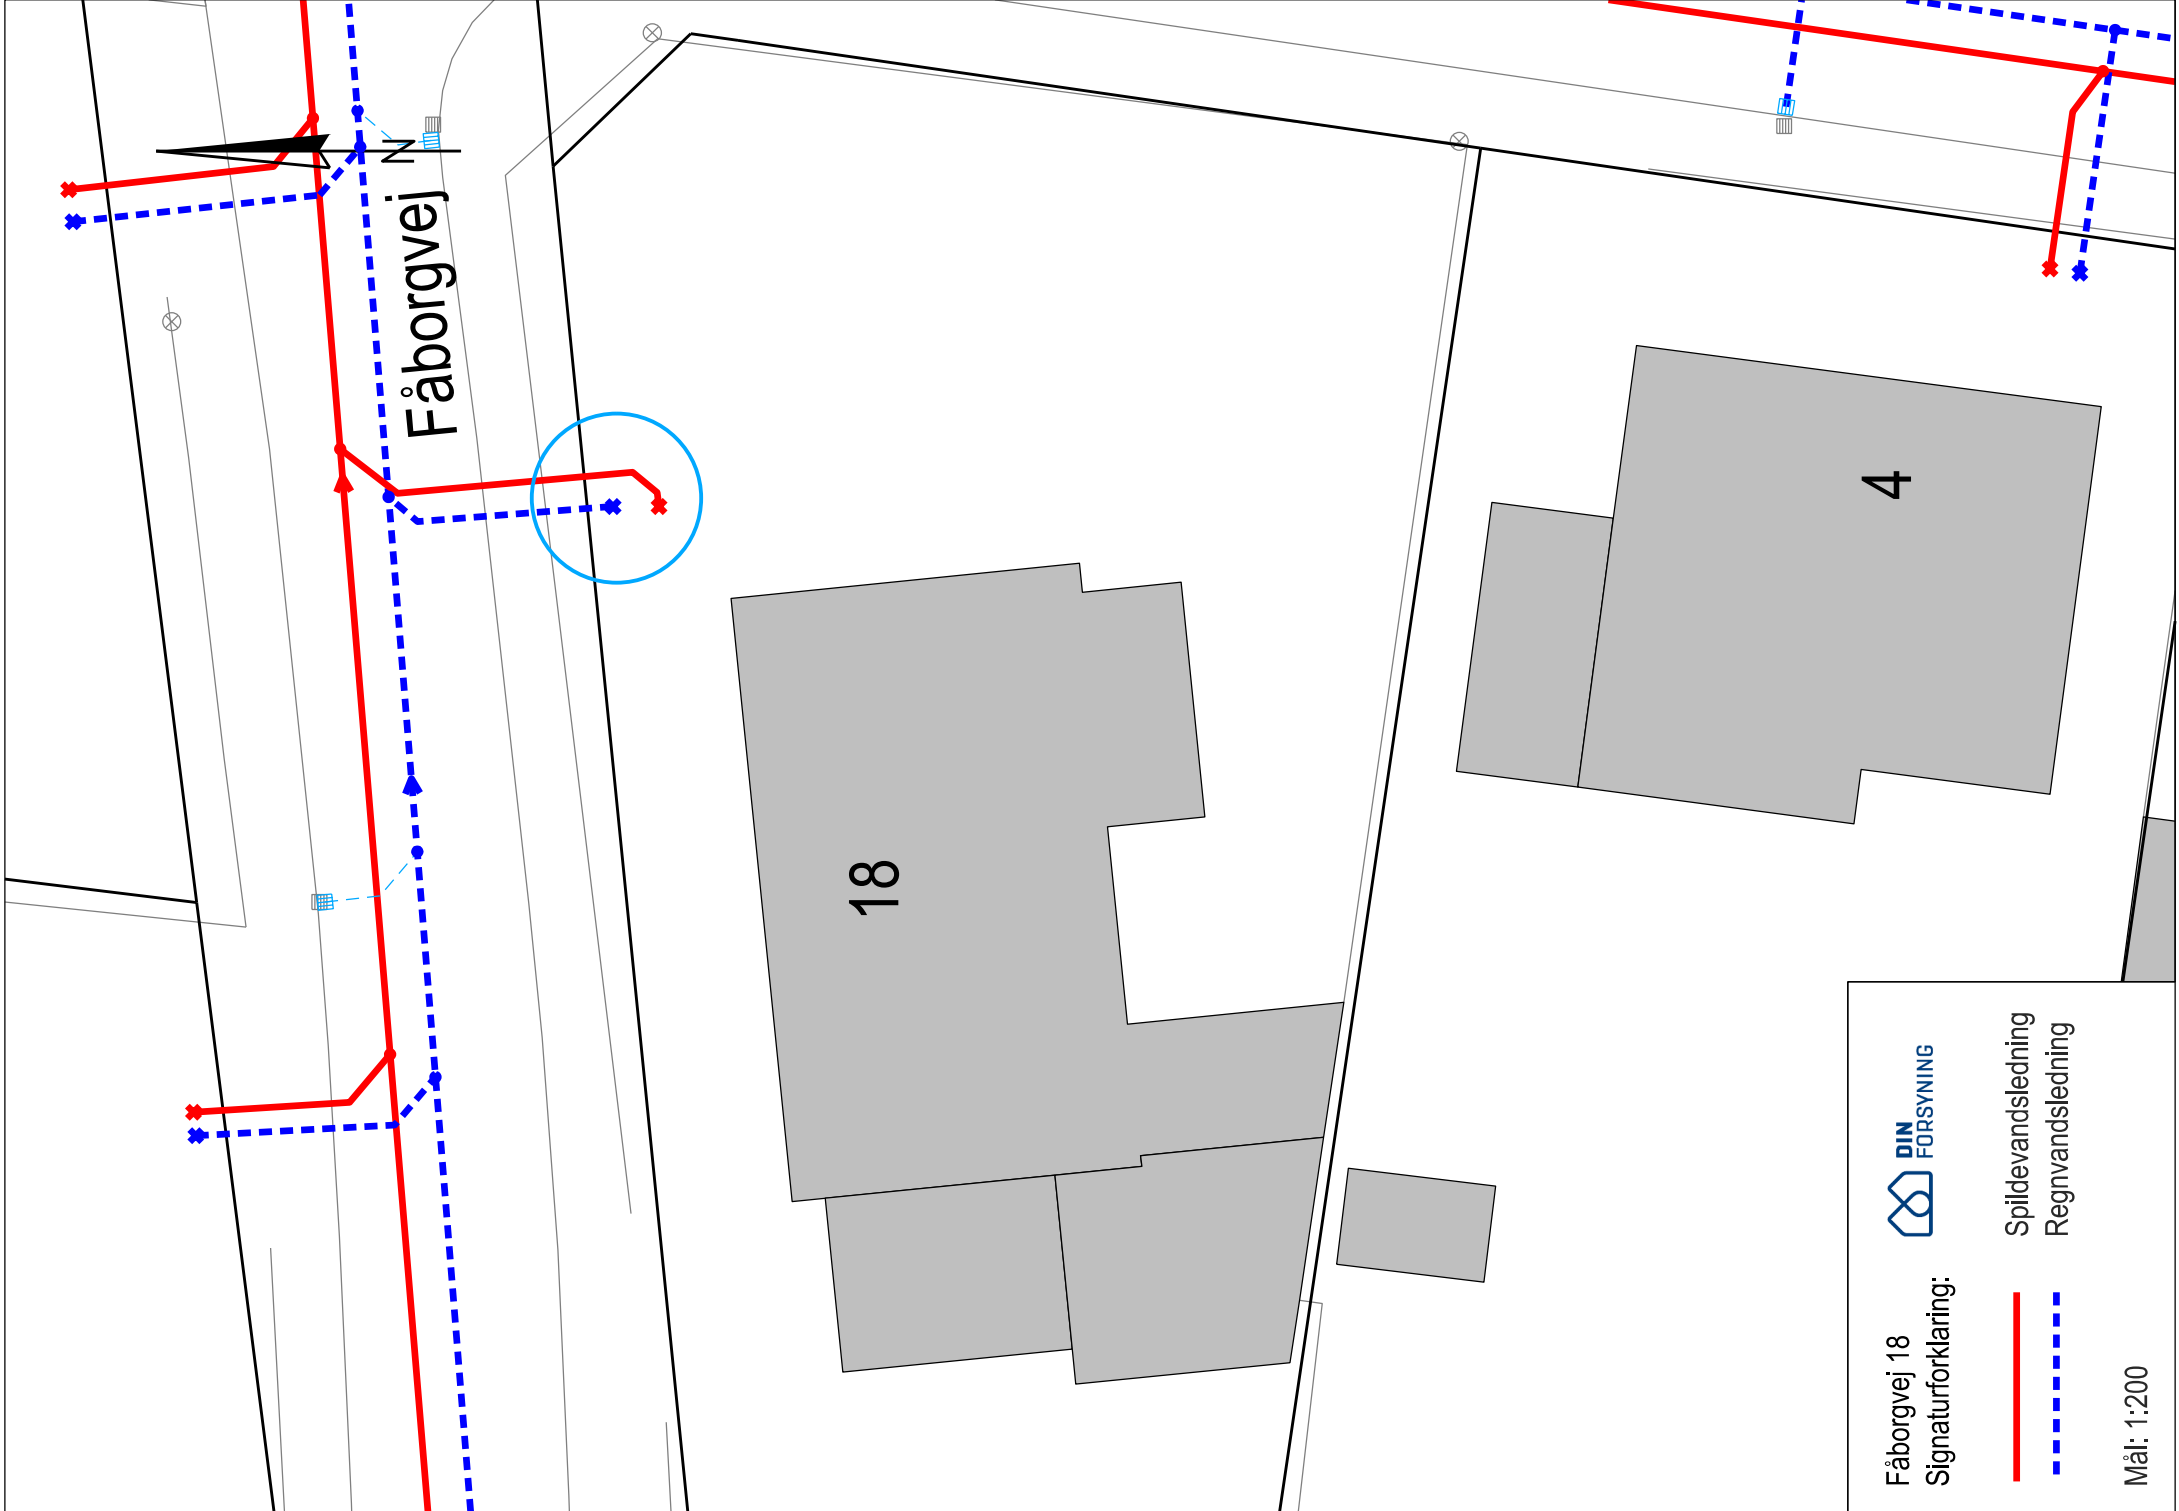 N
Fåborgvej
18
4
DIN
FORSYNING
Fåborgvej 18
Signaturforklaring:
Spildevandsledning
Regnvandsledning
Mål: 1:200